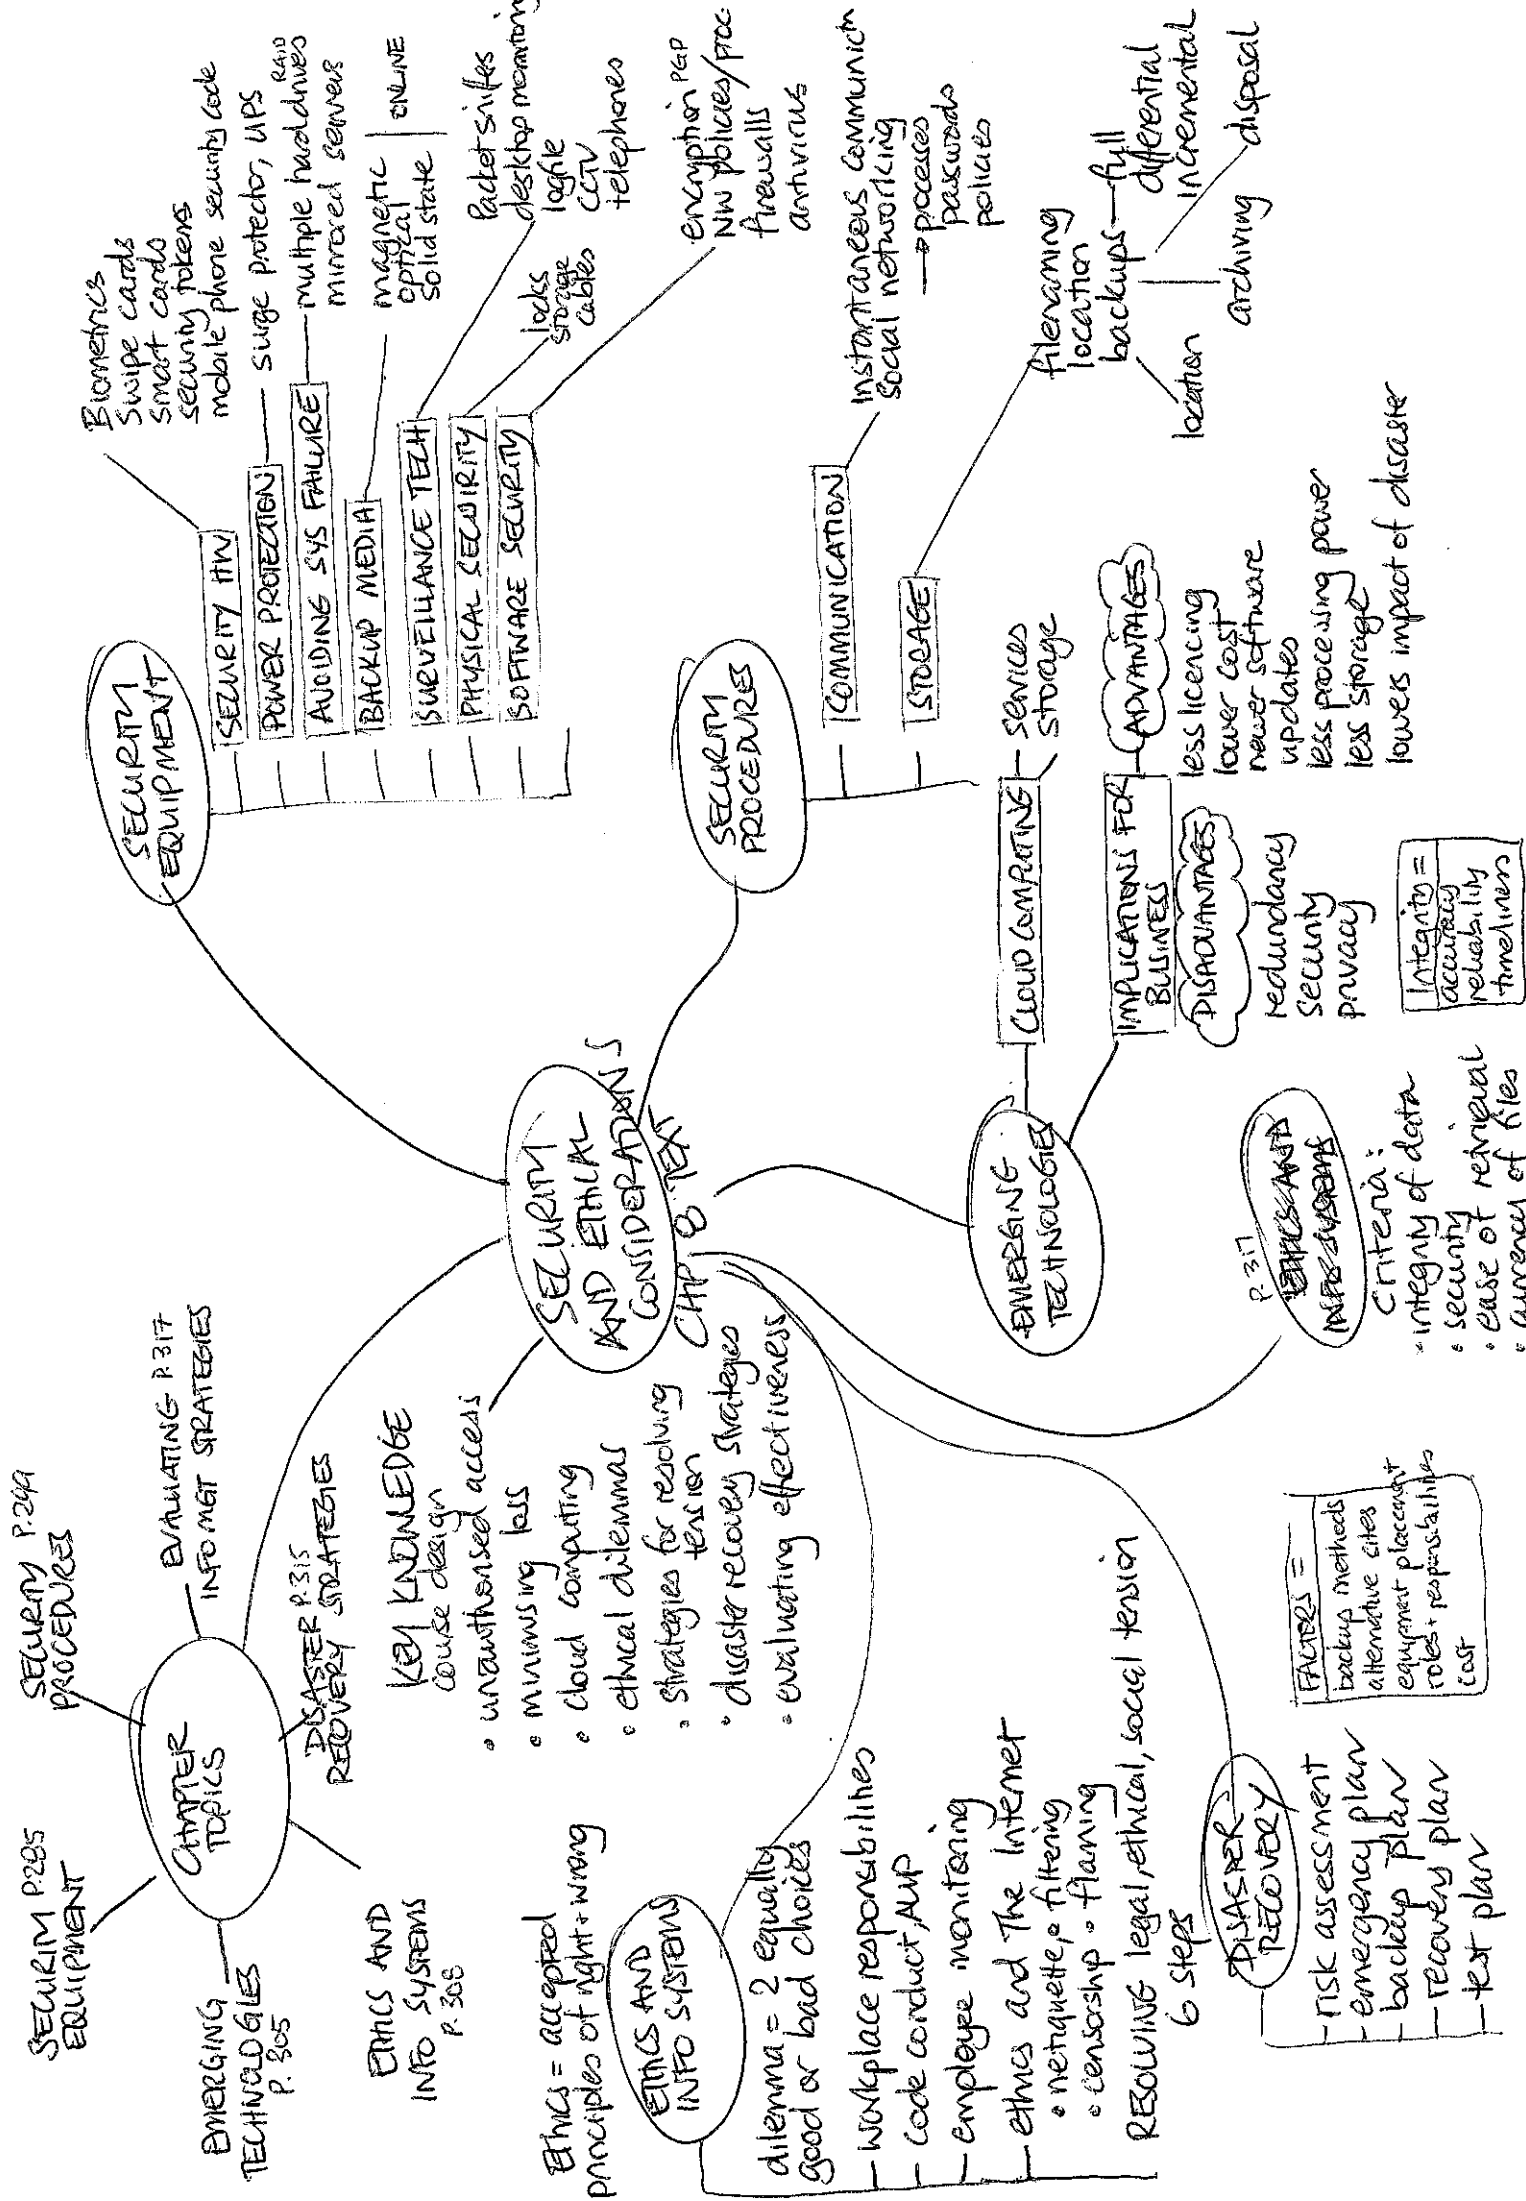 SECURITY P.285
EQUIPMENT
SECURITY P.299
PROCEDURES
CHAPTER
TOPICS
EVALUATING P.317
INFO MGT STRATEGIES
EMERGING
TECHNOLOGIES
P. 305
DISASTER P.315
RECOVERY STRATEGIES
ETHICS AND
INFO SYSTEMS
P. 308
KEY KNOWLEDGE
course design
• unauthorised access
• minimising loss
• cloud computing
• ethical dilemmas
• strategies for resolving
tension
• disaster recovery strategies
• evaluating effectiveness
SECURITY
AND ETHICAL
CONSIDERATIONS
CHP 8 TEXT
SECURITY
EQUIPMENT
SECURITY HW
Biometrics
Swipe cards
smart cards
security tokens
mobile phone security code
POWER PROTECTION
surge protector, UPS
AVOIDING SYS FAILURE
multiple harddrives RAID
mirrored servers
BACKUP MEDIA
magnetic
optical
solid state
ONLINE
SURVEILLANCE TECH
Packet sniffers
desktop monitoring
logfile
CCTV
telephones
PHYSICAL SECURITY
locks
storage
cables
SOFTWARE SECURITY
encryption PGP
NW policies/proc
firewalls
antivirus
SECURITY
PROCEDURES
COMMUNICATION
Instantaneous communicтn
social networking
→ processes
passwords
policies
STORAGE
filenaming
location
backups — full
differential
incremental
location
archiving
disposal
EMERGING
TECHNOLOGIES
CLOUD COMPUTING
services
storage
IMPLICATIONS FOR
BUSINESS
ADVANTAGES
less licencing
lower cost
newer software
updates
less processing power
less storage
lowers impact of disaster
DISADVANTAGES
redundancy
security
privacy
P.317
ETHICS AND
INFO SYSTEMS
Criteria:
• integrity of data
• security
• ease of retrieval
• currency of files
Integrity =
accuracy
reliability
timeliness
Ethics = accepted
principles of right + wrong
ETHICS AND
INFO SYSTEMS
dilemma = 2 equally
good or bad choices
- workplace responsibilities
- code conduct, AUP
- employee monitoring
- ethics and The Internet
• netiquette, • filtering
• censorship • flaming
RESOLVING legal, ethical, social tension
6 steps
DISASTER
RECOVERY
- risk assessment
- emergency plan
- backup plan
- recovery plan
- test plan
FACTORS =
backup methods
alternative sites
equipment placement
roles + responsibilities
cost